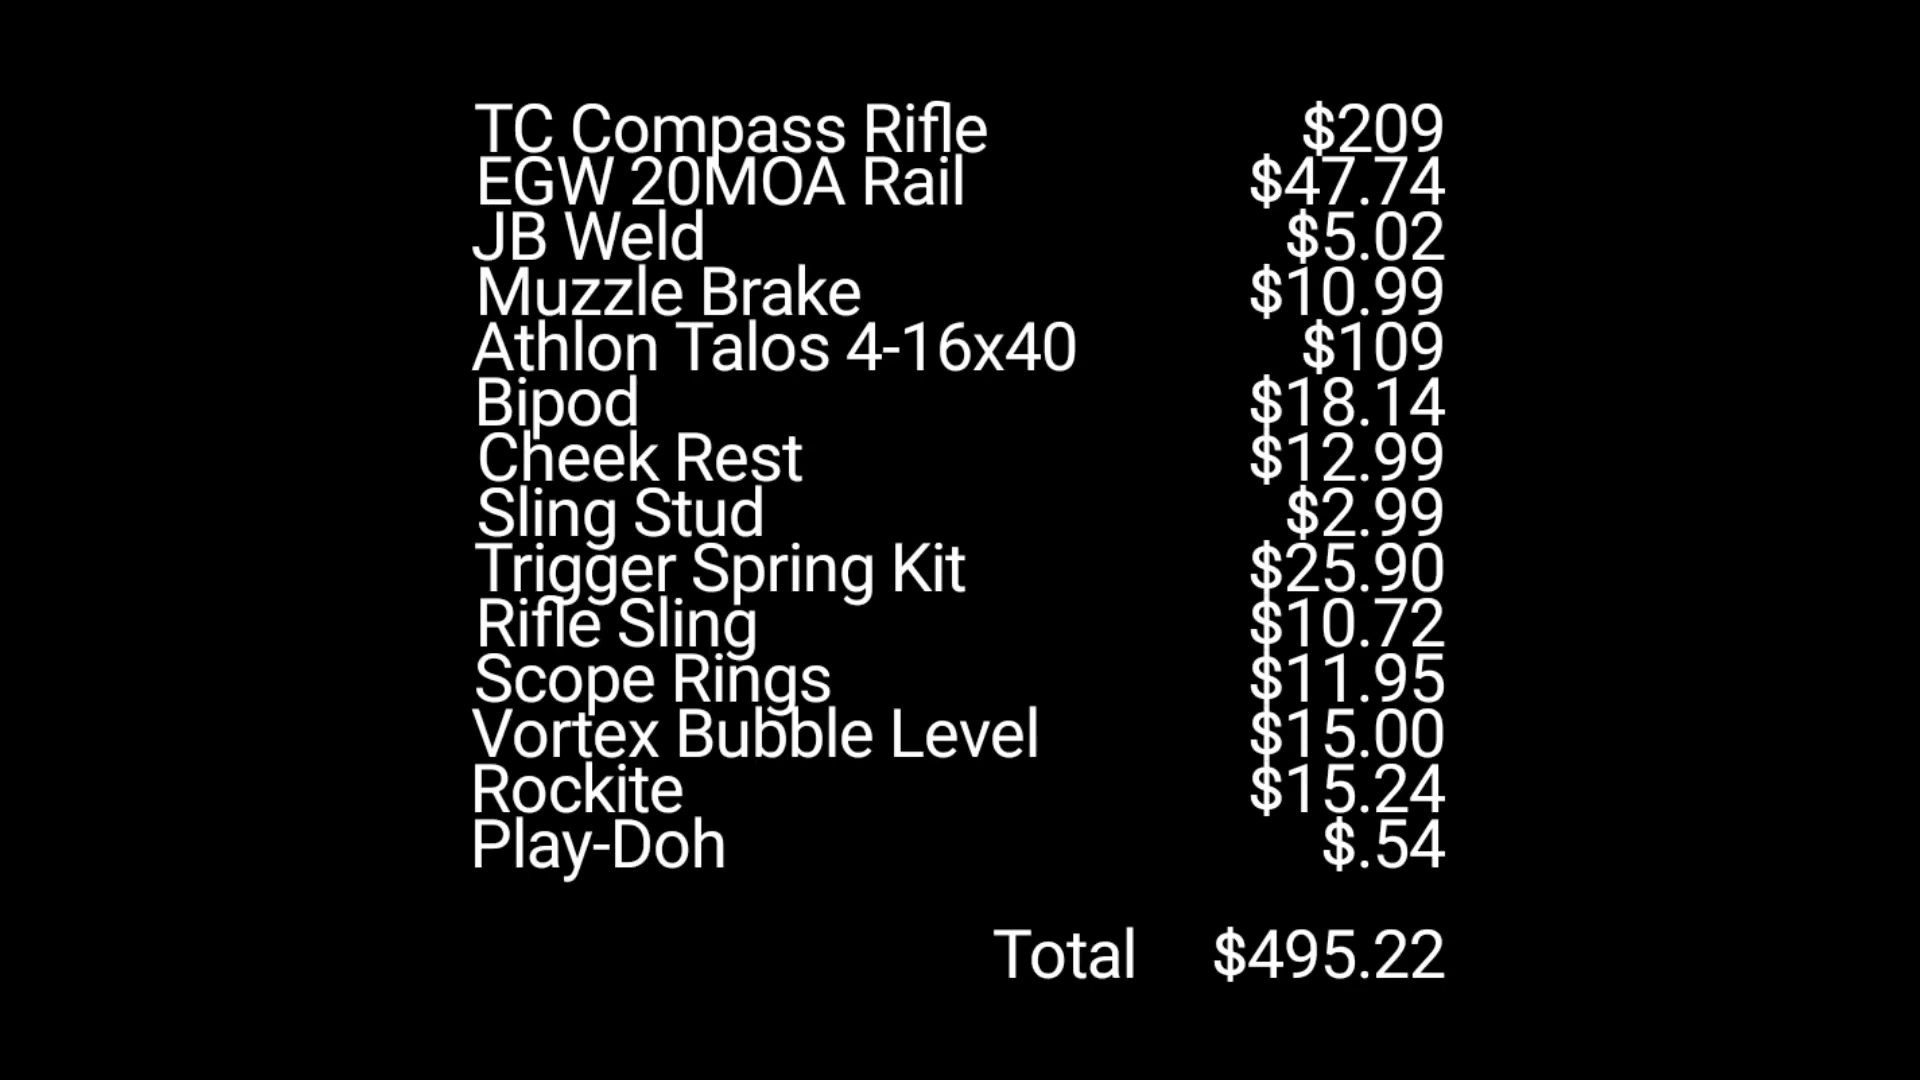 TC Compass Rifle $209
EGW 20MOA Rail $47.74
JB Weld $5.02
Muzzle Brake $10.99
Athlon Talos 4-16x40 $109
Bipod $18.14
Cheek Rest $12.99
Sling Stud $2.99
Trigger Spring Kit $25.90
Rifle Sling $10.72
Scope Rings $11.95
Vortex Bubble Level $15.00
Rockite $15.24
Play-Doh $.54
Total $495.22